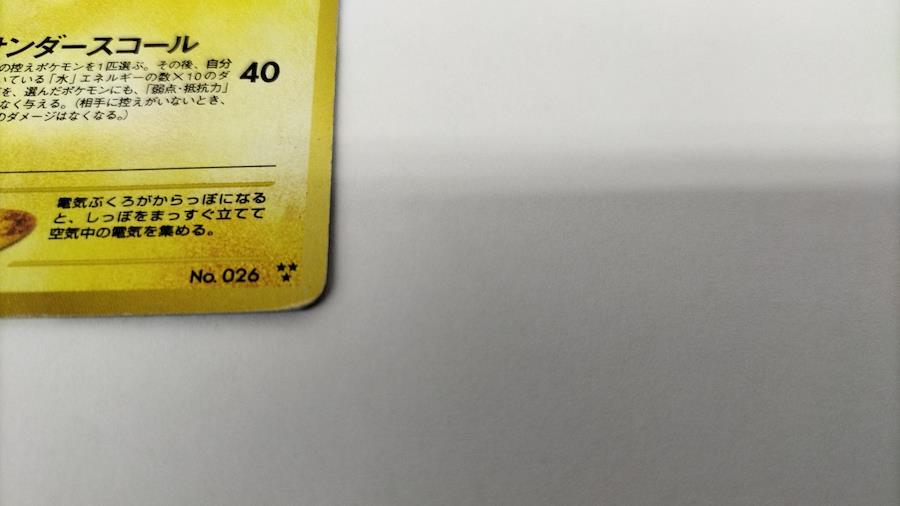 サンダースコール
の控えポケモンを1匹選ぶ。その後、自分
いている「水」エネルギーの数×10のダ
を、選んだポケモンにも、「弱点・抵抗力」
なく与える。(相手に控えがいないとき、
のダメージはなくなる。)
40
電気ぶくろがからっぽになる
と、しっぽをまっすぐ立てて
空気中の電気を集める。
No. 026 ★★★